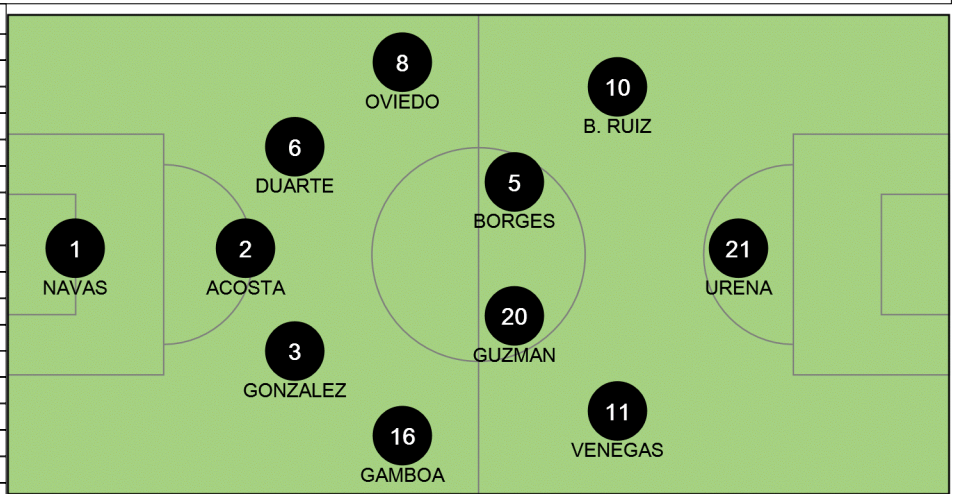 8
OVIEDO
10
B. RUIZ
6
DUARTE
5
BORGES
1
NAVAS
2
ACOSTA
21
URENA
20
GUZMAN
3
GONZALEZ
11
VENEGAS
16
GAMBOA